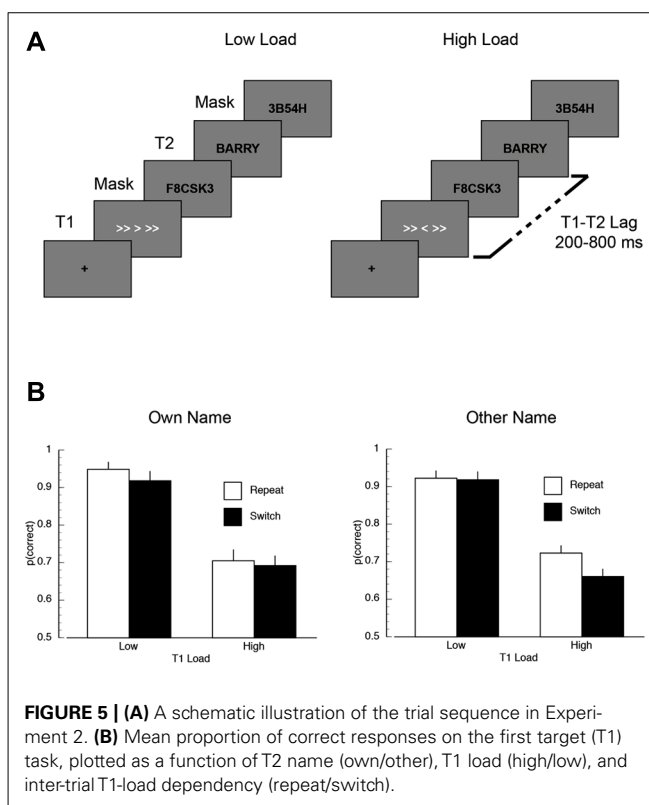 A
Low Load
High Load
Mask
3B54H
T2
BARRY
Mask
F8CSK3
T1
>> > >>
+
3B54H
BARRY
F8CSK3
>> < >>
+
T1-T2 Lag
200-800 ms
B
Own Name
1
0.9
0.8
0.7
0.6
0.5
p(correct)
Repeat
Switch
Low
High
T1 Load
Other Name
1
0.9
0.8
0.7
0.6
0.5
p(correct)
Repeat
Switch
Low
High
T1 Load
FIGURE 5 | (A) A schematic illustration of the trial sequence in Experi-
ment 2. (B) Mean proportion of correct responses on the first target (T1)
task, plotted as a function of T2 name (own/other), T1 load (high/low), and
inter-trial T1-load dependency (repeat/switch).